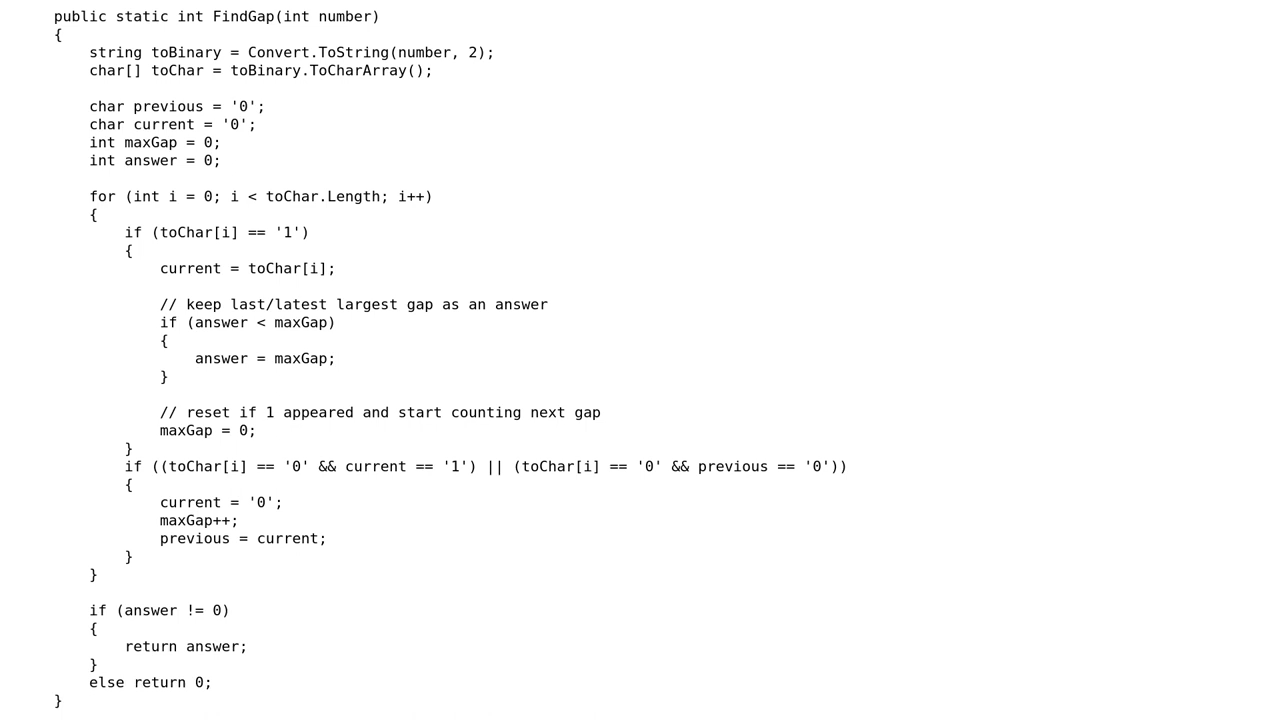 public static int FindGap(int number)
{
    string toBinary = Convert.ToString(number, 2);
    char[] toChar = toBinary.ToCharArray();

    char previous = '0';
    char current = '0';
    int maxGap = 0;
    int answer = 0;

    for (int i = 0; i < toChar.Length; i++)
    {
        if (toChar[i] == '1')
        {
            current = toChar[i];

            // keep last/latest largest gap as an answer
            if (answer < maxGap)
            {
                answer = maxGap;
            }

            // reset if 1 appeared and start counting next gap
            maxGap = 0;
        }
        if ((toChar[i] == '0' && current == '1') || (toChar[i] == '0' && previous == '0'))
        {
            current = '0';
            maxGap++;
            previous = current;
        }
    }

    if (answer != 0)
    {
        return answer;
    }
    else return 0;
}